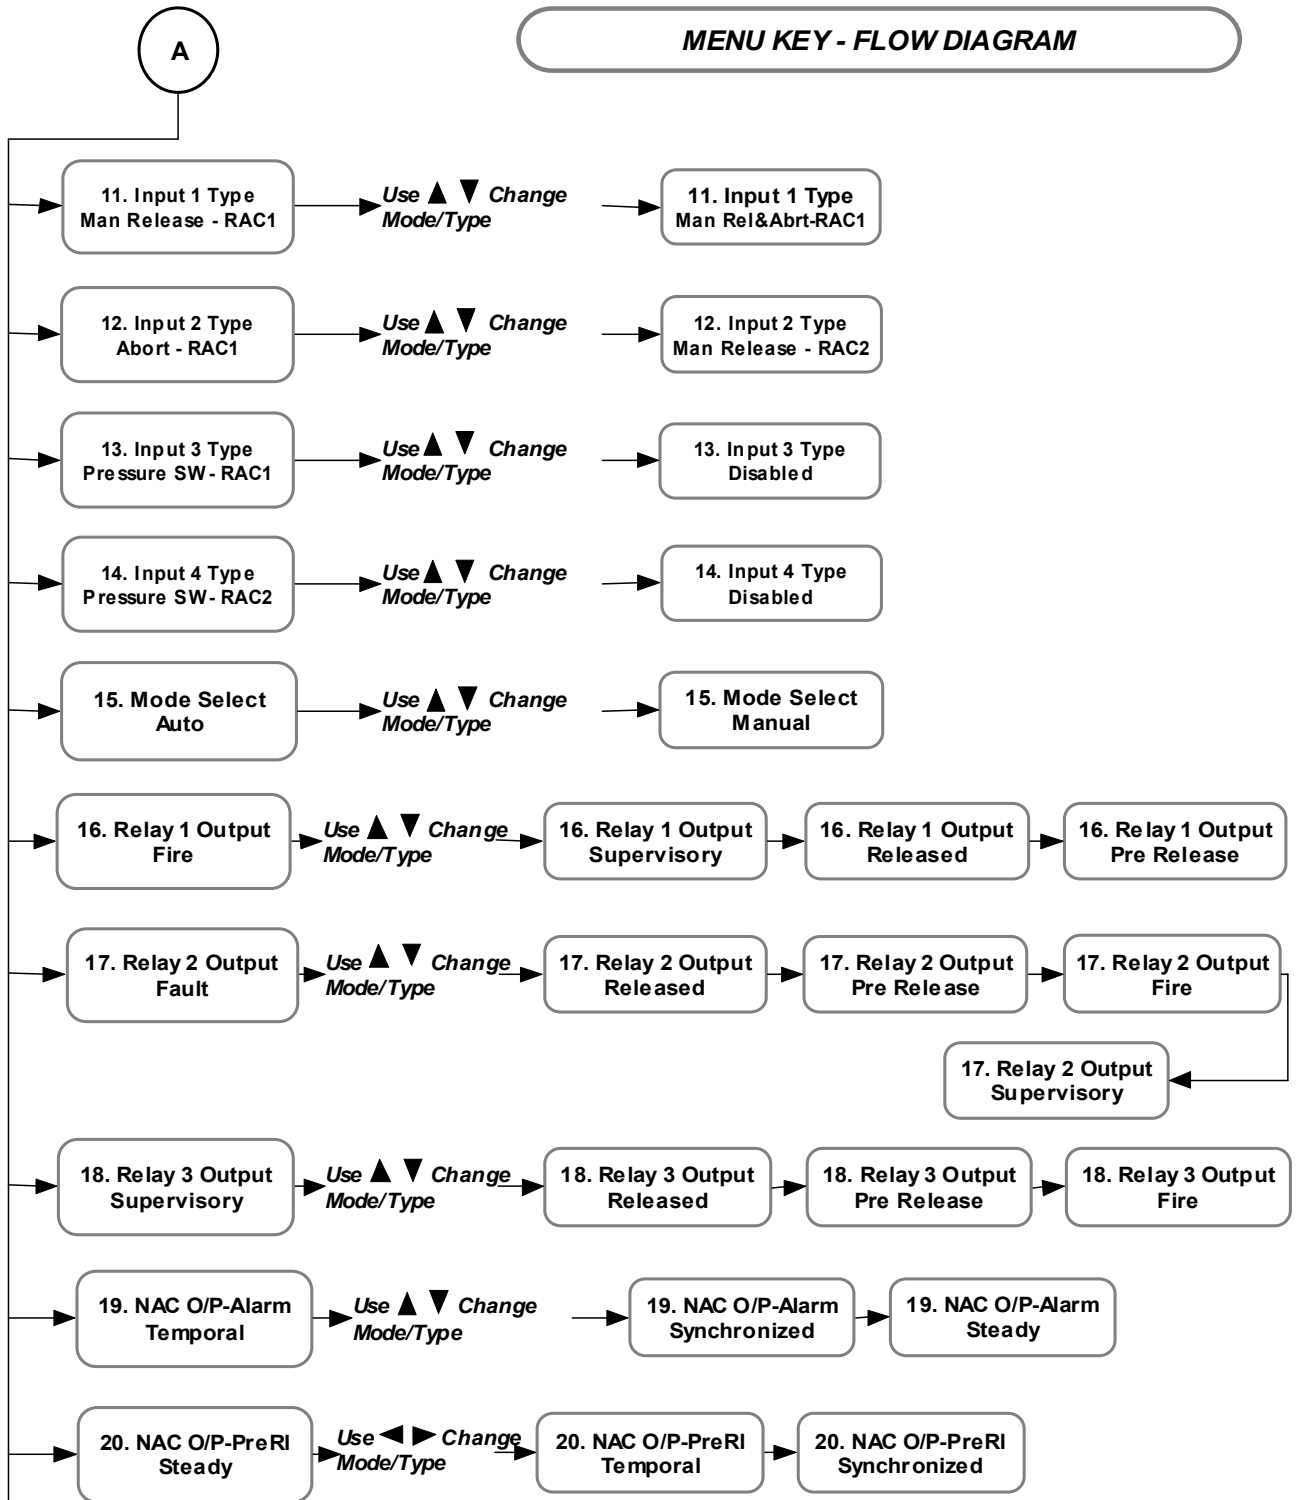 A
MENU KEY - FLOW DIAGRAM
11. Input 1 Type
Man Release - RAC1
Use ▲ ▼ Change
Mode/Type
11. Input 1 Type
Man Rel&Abrt-RAC1
12. Input 2 Type
Abort - RAC1
Use ▲ ▼ Change
Mode/Type
12. Input 2 Type
Man Release - RAC2
13. Input 3 Type
Pressure SW - RAC1
Use ▲ ▼ Change
Mode/Type
13. Input 3 Type
Disabled
14. Input 4 Type
Pressure SW - RAC2
Use ▲ ▼ Change
Mode/Type
14. Input 4 Type
Disabled
15. Mode Select
Auto
Use ▲ ▼ Change
Mode/Type
15. Mode Select
Manual
16. Relay 1 Output
Fire
Use ▲ ▼ Change
Mode/Type
16. Relay 1 Output
Supervisory
16. Relay 1 Output
Released
16. Relay 1 Output
Pre Release
17. Relay 2 Output
Fault
Use ▲ ▼ Change
Mode/Type
17. Relay 2 Output
Released
17. Relay 2 Output
Pre Release
17. Relay 2 Output
Fire
17. Relay 2 Output
Supervisory
18. Relay 3 Output
Supervisory
Use ▲ ▼ Change
Mode/Type
18. Relay 3 Output
Released
18. Relay 3 Output
Pre Release
18. Relay 3 Output
Fire
19. NAC O/P-Alarm
Temporal
Use ▲ ▼ Change
Mode/Type
19. NAC O/P-Alarm
Synchronized
19. NAC O/P-Alarm
Steady
20. NAC O/P-PreRl
Steady
Use ◄ ► Change
Mode/Type
20. NAC O/P-PreRl
Temporal
20. NAC O/P-PreRl
Synchronized